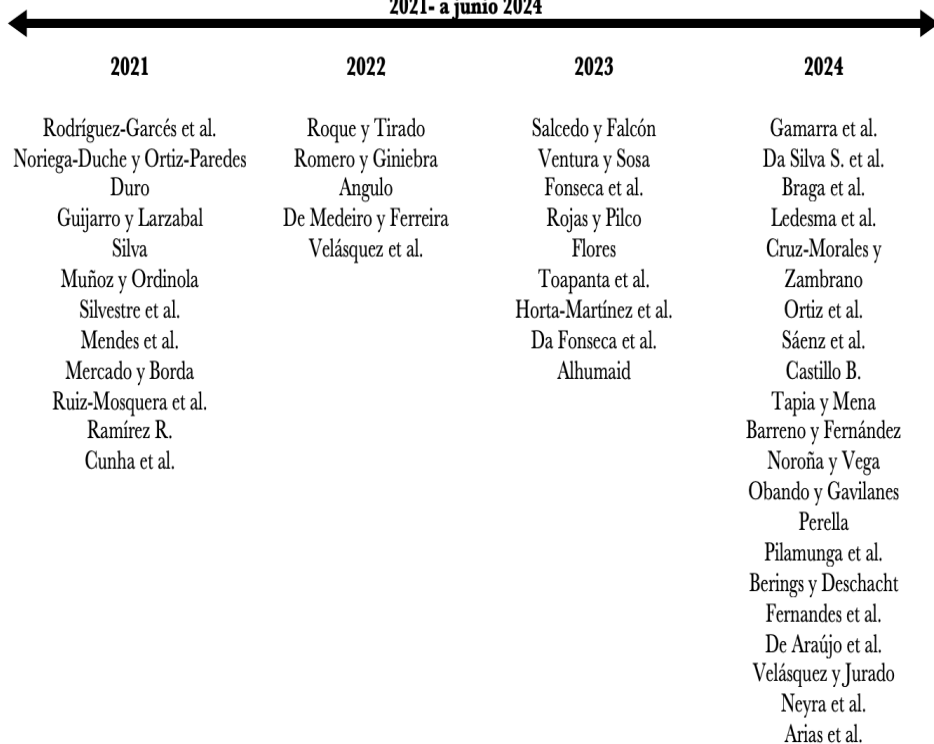 2021- a junio 2024
2021
Rodríguez-Garcés et al.
Noriega-Duche y Ortiz-Paredes
Duro
Guijarro y Larzabal
Silva
Muñoz y Ordinola
Silvestre et al.
Mendes et al.
Mercado y Borda
Ruiz-Mosquera et al.
Ramírez R.
Cunha et al.
2022
Roque y Tirado
Romero y Giniebra
Angulo
De Medeiro y Ferreira
Velásquez et al.
2023
Salcedo y Falcón
Ventura y Sosa
Fonseca et al.
Rojas y Pilco
Flores
Toapanta et al.
Horta-Martínez et al.
Da Fonseca et al.
Alhumaid
2024
Gamarra et al.
Da Silva S. et al.
Braga et al.
Ledesma et al.
Cruz-Morales y
Zambrano
Ortiz et al.
Sáenz et al.
Castillo B.
Tapia y Mena
Barreno y Fernández
Noroña y Vega
Obando y Gavilanes
Perella
Pilamunga et al.
Berings y Deschacht
Fernandes et al.
De Araújo et al.
Velásquez y Jurado
Neyra et al.
Arias et al.